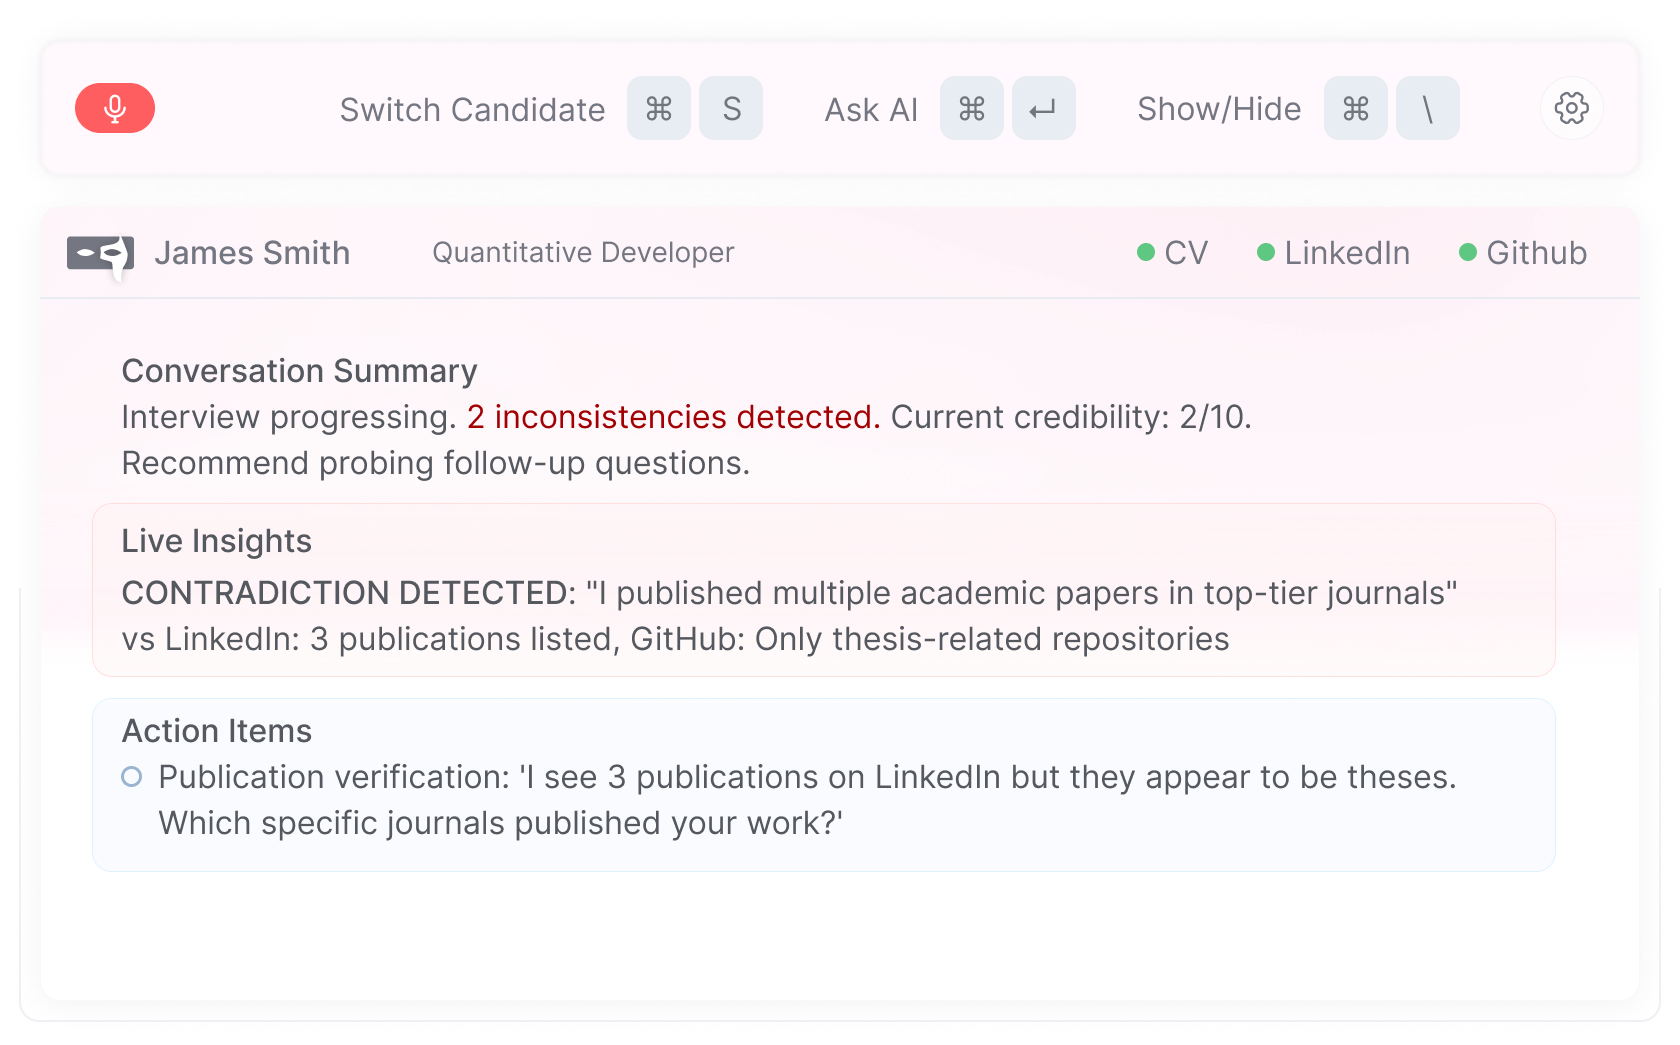 Switch Candidate ⌘ S Ask AI ⌘ ↵ Show/Hide ⌘ \
James Smith Quantitative Developer CV LinkedIn Github
Conversation Summary
Interview progressing. 2 inconsistencies detected. Current credibility: 2/10.
Recommend probing follow-up questions.
Live Insights
CONTRADICTION DETECTED: "I published multiple academic papers in top-tier journals"
vs LinkedIn: 3 publications listed, GitHub: Only thesis-related repositories
Action Items
Publication verification: 'I see 3 publications on LinkedIn but they appear to be theses.
Which specific journals published your work?'